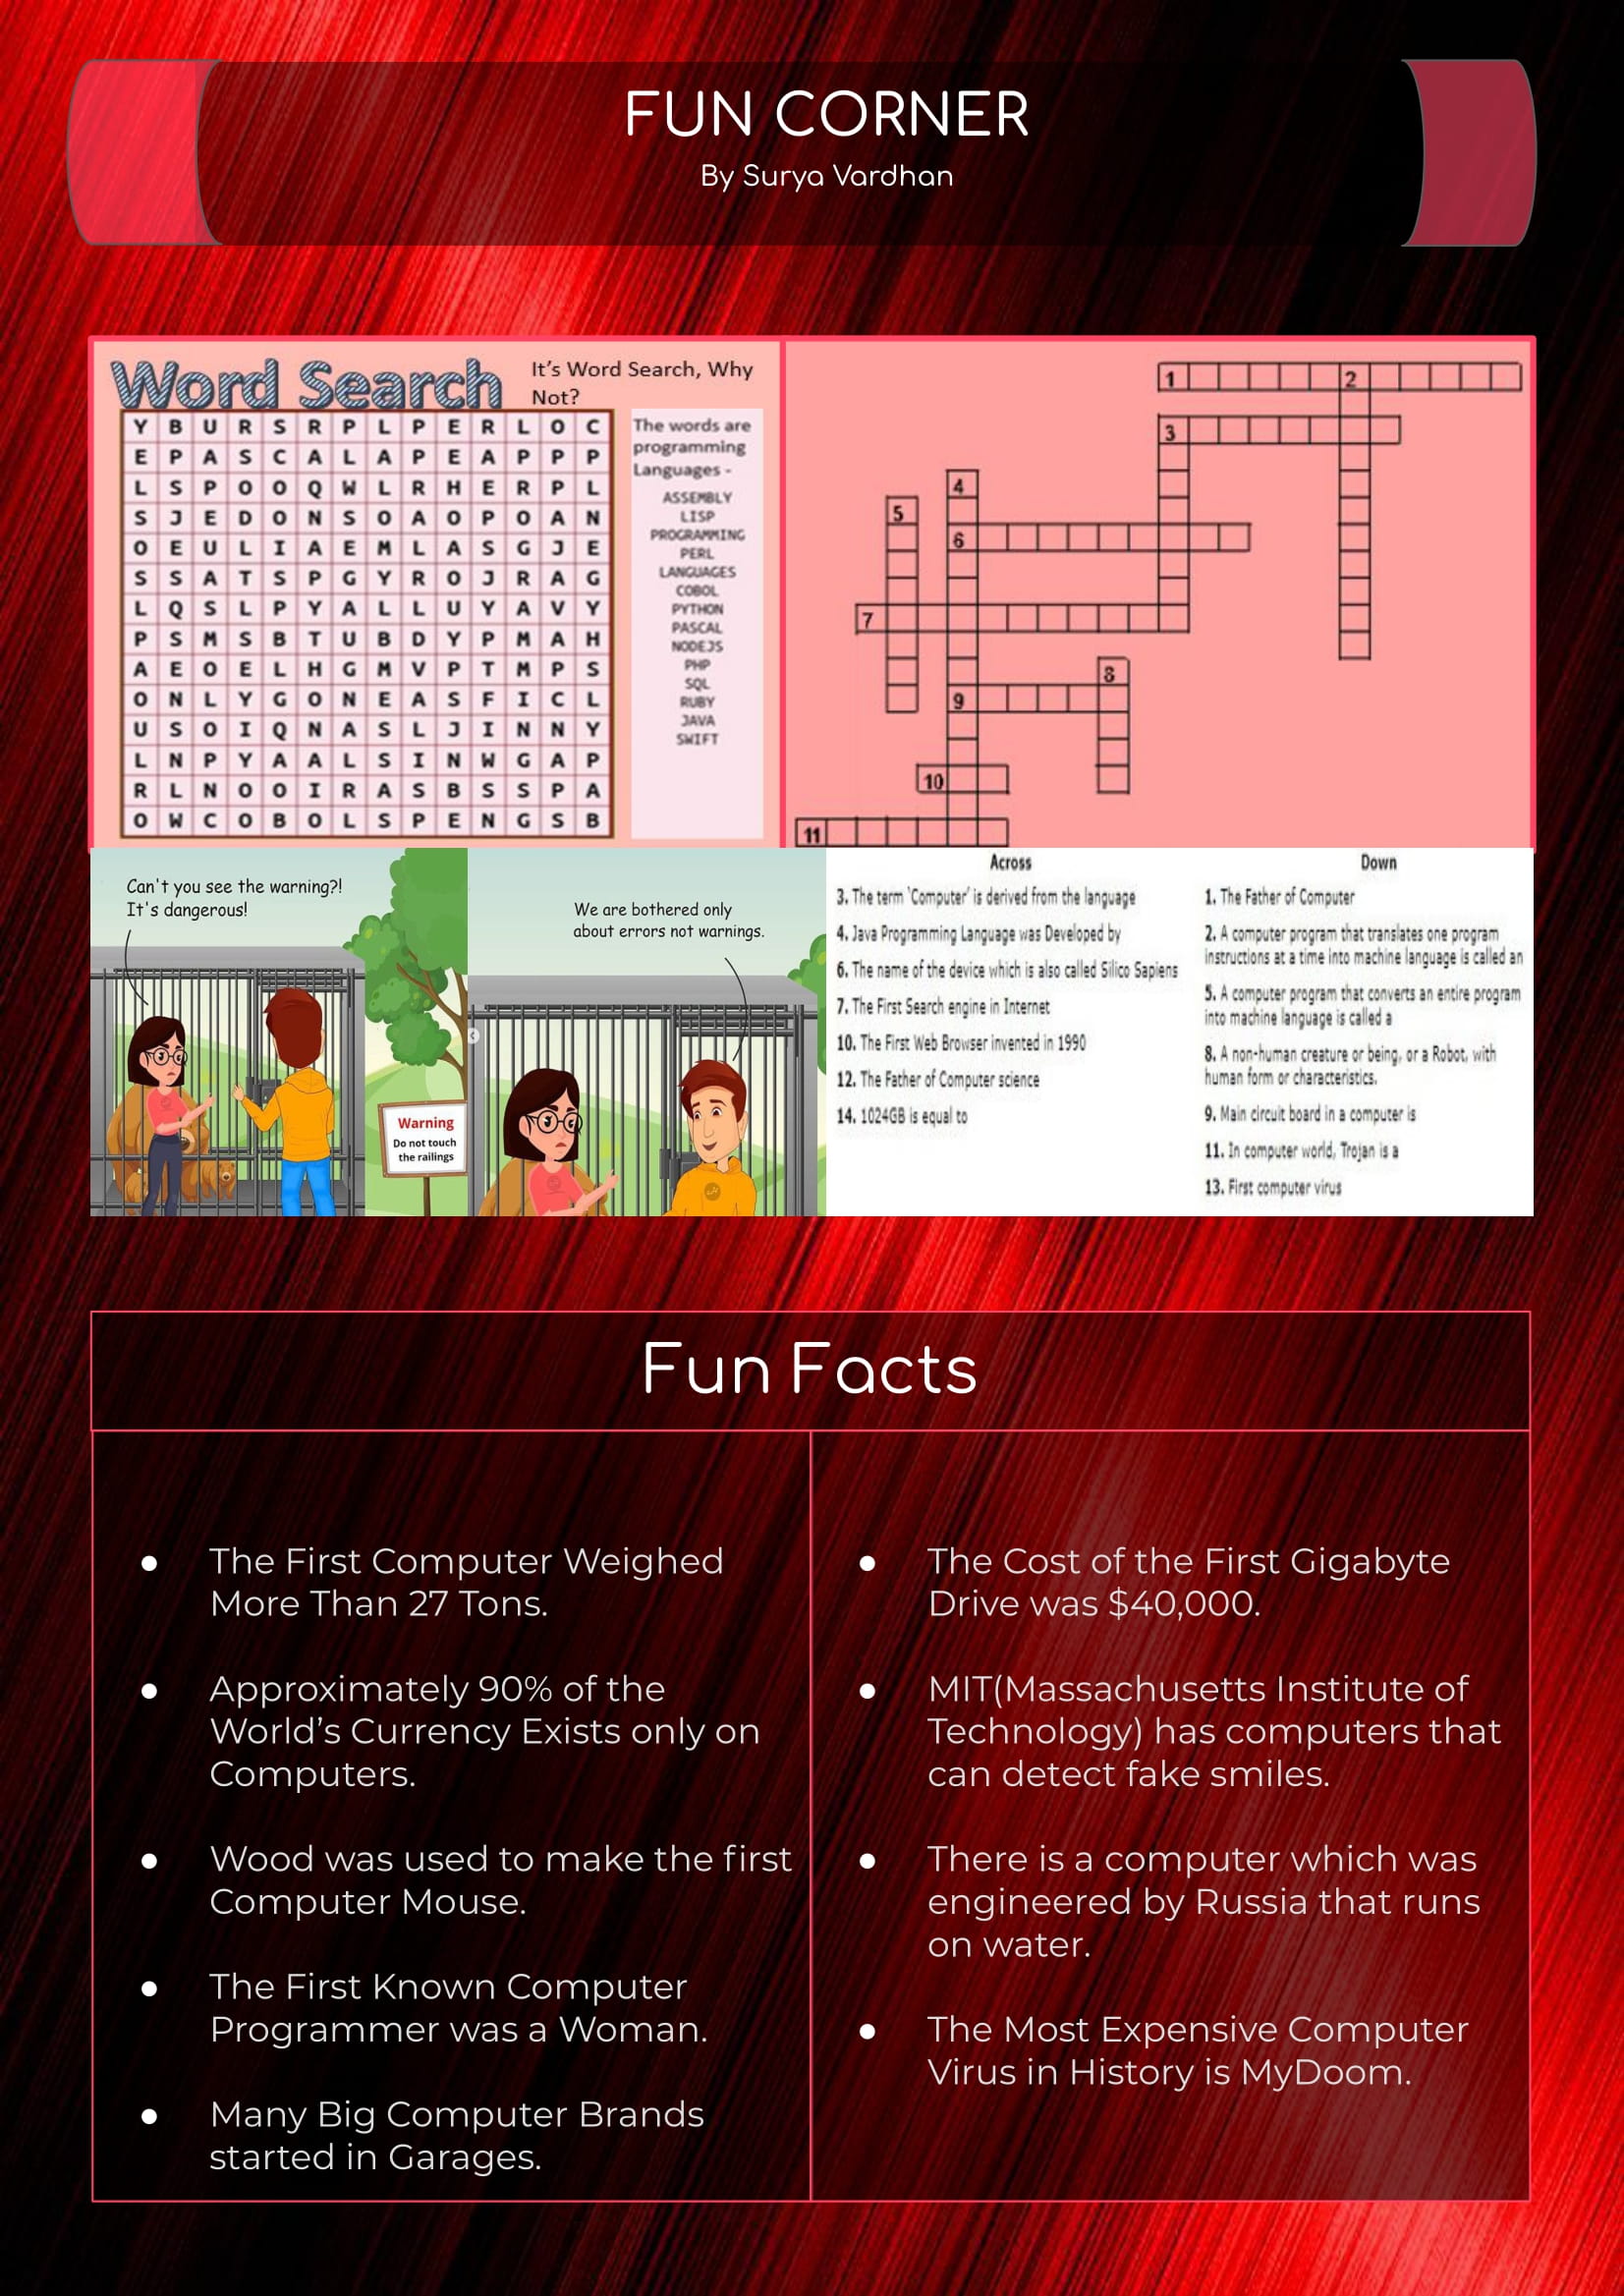 FUN CORNER
By Surya Vardhan
Word Search
It's Word Search, Why
Not?
Y B U R S R P L P E R L O C
E P A S C A L A P E A P P P
L S P O O Q W L R H E R P L
S J E D O N S O A O P O A N
O E U L I A E M L A S G J E
S S A T S P G Y R O J R A G
L Q S L P Y A L L U Y A V Y
P S M S B T U B D Y P M A H
A E O E L H G M V P T M P S
O N L Y G O N E A S F I C L
U S O I Q N A S L J I N N Y
L N P Y A A L S I N W G A P
R L N O O I R A S B S S P A
O W C O B O L S P E N G S B
The words are
programming
Languages -
ASSEMBLY
LISP
PROGRAMMING
PERL
LANGUAGES
COBOL
PYTHON
PASCAL
NODEJS
PHP
SQL
RUBY
JAVA
SWIFT
1
2
3
4
5
6
7
8
9
10
11
Can't you see the warning?!
It's dangerous!
Warning
Do not touch
the railings
We are bothered only
about errors not warnings.
Across
3. The term 'Computer' is derived from the language
4. Java Programming Language was Developed by
6. The name of the device which is also called Silico Sapiens
7. The First Search engine in Internet
10. The First Web Browser invented in 1990
12. The Father of Computer science
14. 1024GB is equal to
Down
1. The Father of Computer
2. A computer program that translates one program
instructions at a time into machine language is called an
5. A computer program that converts an entire program
into machine language is called a
8. A non-human creature or being, or a Robot, with
human form or characteristics.
9. Main circuit board in a computer is
11. In computer world, Trojan is a
13. First computer virus
Fun Facts
● The First Computer Weighed
More Than 27 Tons.
● Approximately 90% of the
World's Currency Exists only on
Computers.
● Wood was used to make the first
Computer Mouse.
● The First Known Computer
Programmer was a Woman.
● Many Big Computer Brands
started in Garages.
● The Cost of the First Gigabyte
Drive was $40,000.
● MIT(Massachusetts Institute of
Technology) has computers that
can detect fake smiles.
● There is a computer which was
engineered by Russia that runs
on water.
● The Most Expensive Computer
Virus in History is MyDoom.